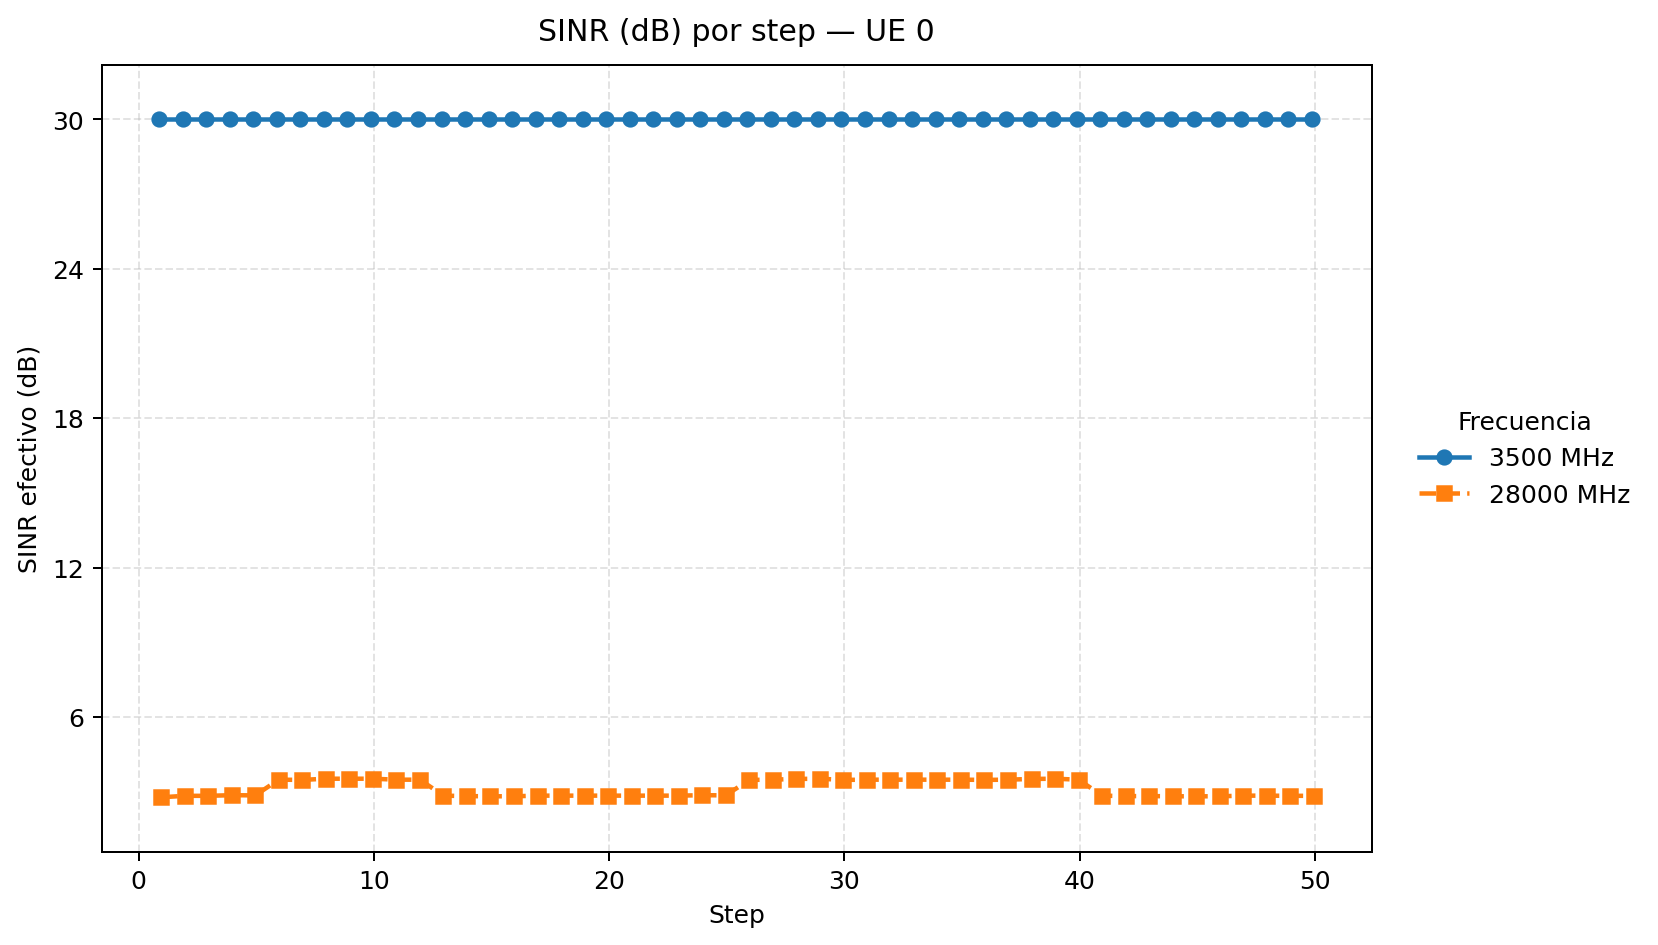 SINR (dB) por step — UE 0
SINR efectivo (dB)
30
24
18
12
6
0
10
20
30
40
50
Step
Frecuencia
3500 MHz
28000 MHz